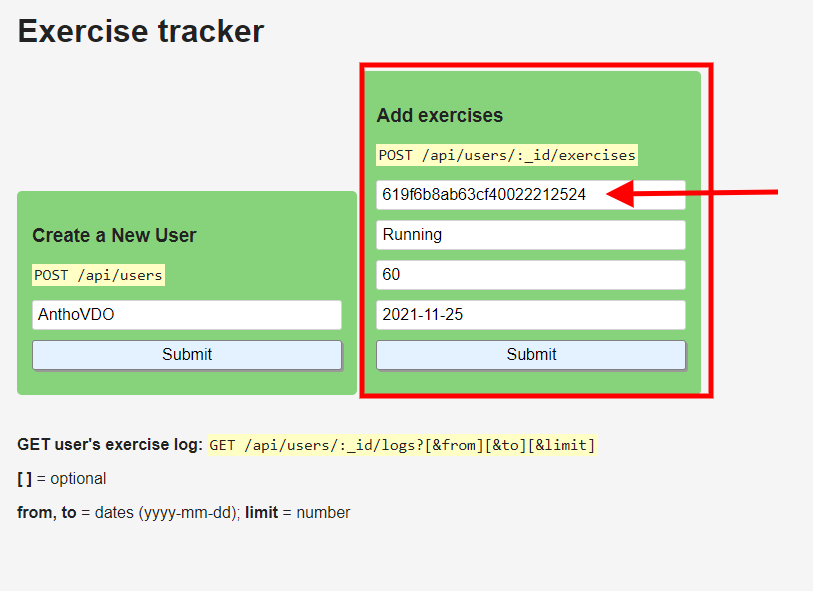 Exercise tracker
Create a New User
POST /api/users
AnthoVDO
Submit
Add exercises
POST /api/users/:_id/exercises
619f6b8ab63cf40022212524
Running
60
2021-11-25
Submit
GET user's exercise log: GET /api/users/:_id/logs?[&from][&to][&limit]
[ ] = optional
from, to = dates (yyyy-mm-dd); limit = number